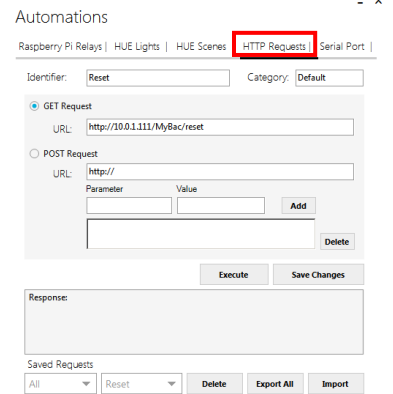 Automations
Raspberry Pi Relays | HUE Lights | HUE Scenes HTTP Requests | Serial Port |
Identifier: Reset Category: Default
GET Request
URL: http://10.0.1.111/MyBac/reset
POST Request
URL: http://
Parameter Value
Add
Delete
Execute Save Changes
Response:
Saved Requests
All Reset Delete Export All Import